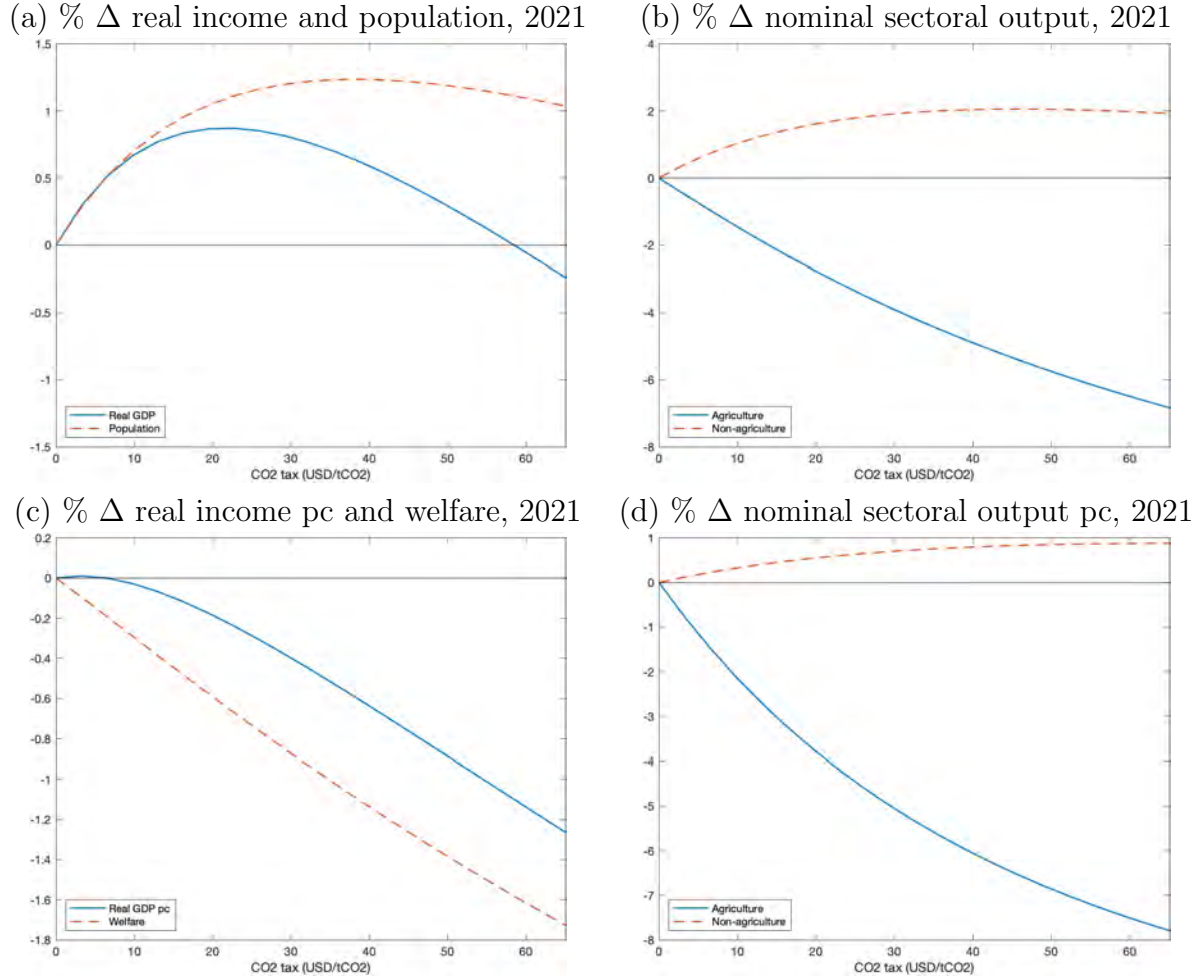 (a) % Δ real income and population, 2021
1.5
1
0.5
0
-0.5
-1
-1.5
Real GDP
Population
0 10 20 30 40 50 60
CO2 tax (USD/tCO2)
(b) % Δ nominal sectoral output, 2021
4
2
0
-2
-4
-6
-8
Agriculture
Non-agriculture
0 10 20 30 40 50 60
CO2 tax (USD/tCO2)
(c) % Δ real income pc and welfare, 2021
0.2
0
-0.2
-0.4
-0.6
-0.8
-1
-1.2
-1.4
-1.6
-1.8
Real GDP pc
Welfare
0 10 20 30 40 50 60
CO2 tax (USD/tCO2)
(d) % Δ nominal sectoral output pc, 2021
1
0
-1
-2
-3
-4
-5
-6
-7
-8
Agriculture
Non-agriculture
0 10 20 30 40 50 60
CO2 tax (USD/tCO2)